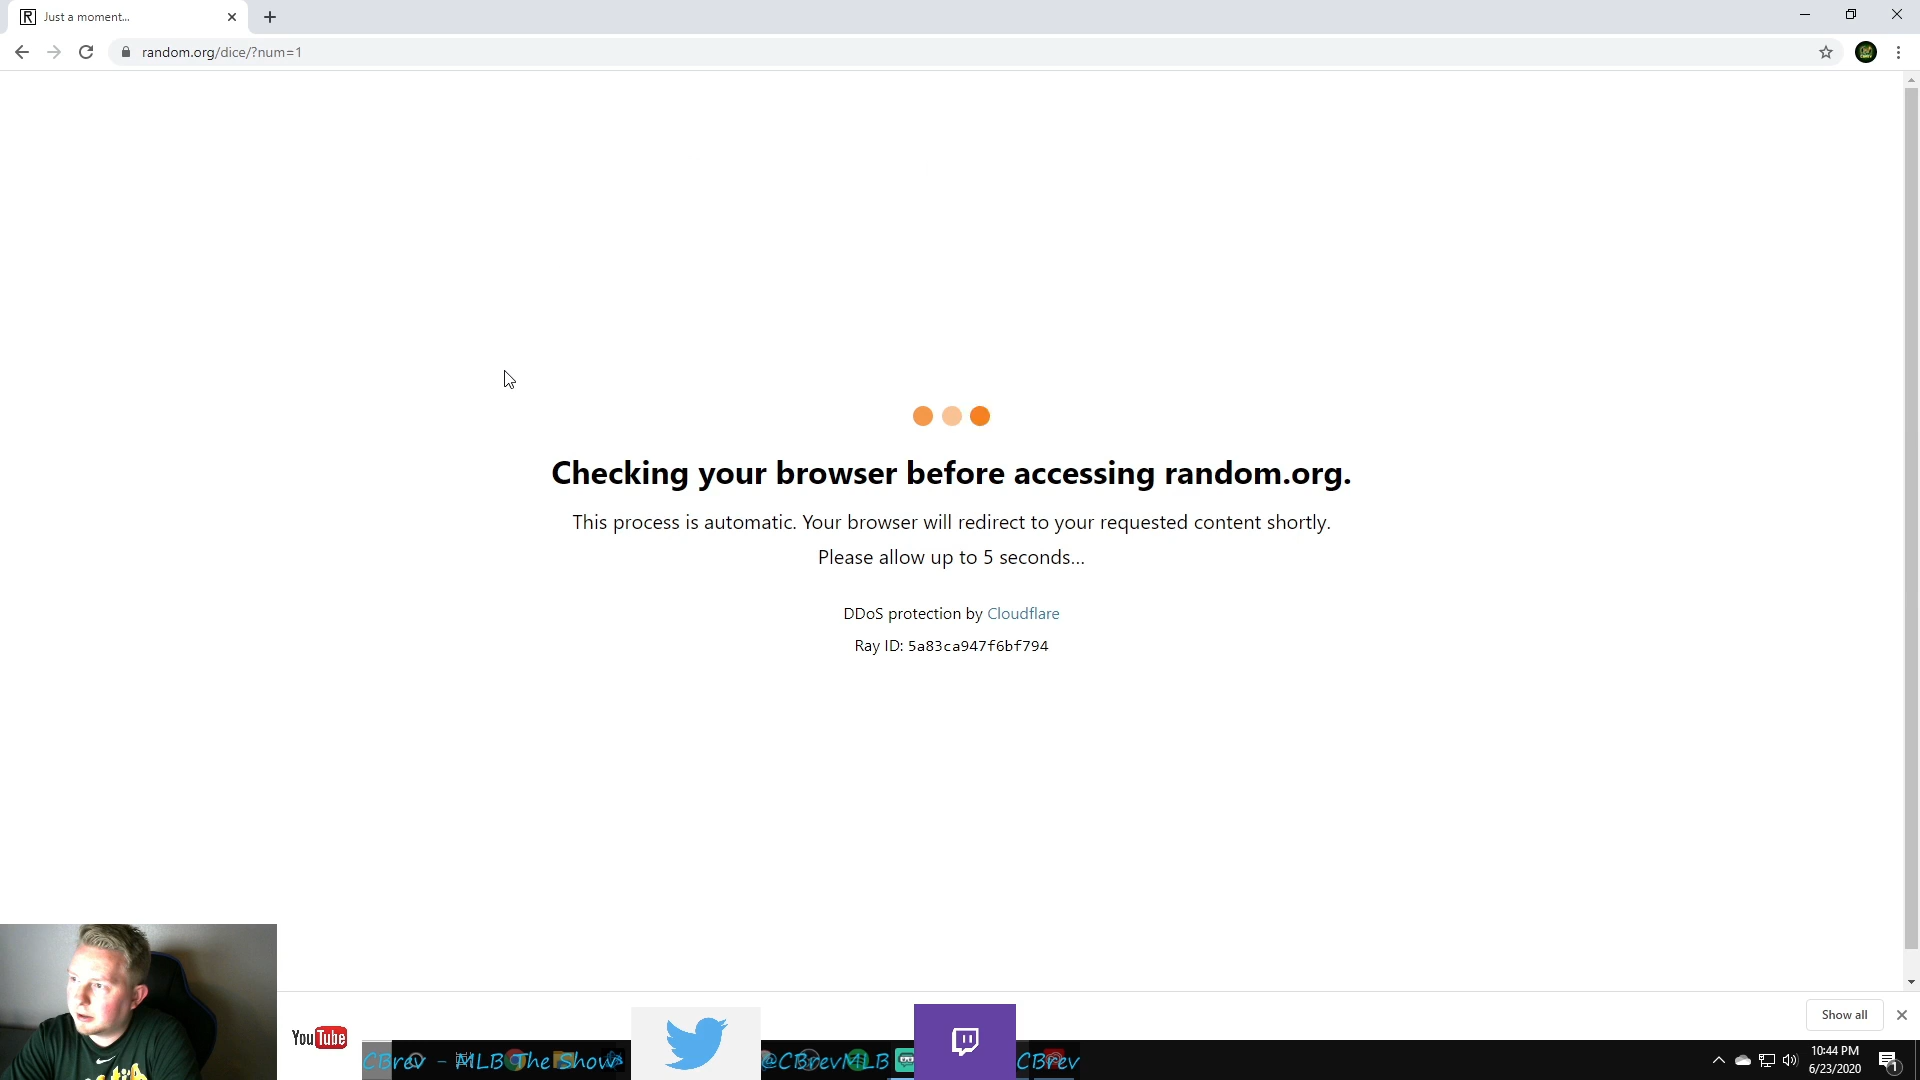 Just a moment...
random.org/dice/?num=1
Checking your browser before accessing random.org.
This process is automatic. Your browser will redirect to your requested content shortly.
Please allow up to 5 seconds...
DDoS protection by Cloudflare
Ray ID: 5a83ca947f6bf794
Show all
YouTube
CBrev - MLB The Show
@CBrevMLB
CBrev
10:44 PM
6/23/2020
1